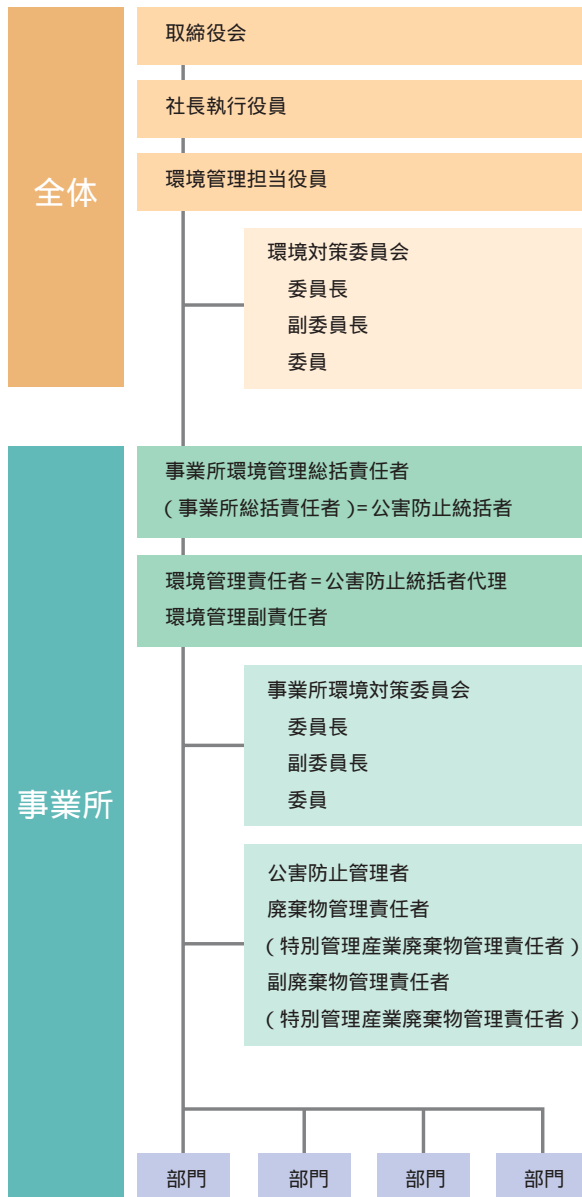 全体
取締役会
社長執行役員
環境管理担当役員
環境対策委員会
委員長
副委員長
委員
事業所
事業所環境管理総括責任者
(事業所総括責任者)=公害防止統括者
環境管理責任者=公害防止統括者代理
環境管理副責任者
事業所環境対策委員会
委員長
副委員長
委員
公害防止管理者
廃棄物管理責任者
(特別管理産業廃棄物管理責任者)
副廃棄物管理責任者
(特別管理産業廃棄物管理責任者)
部門
部門
部門
部門